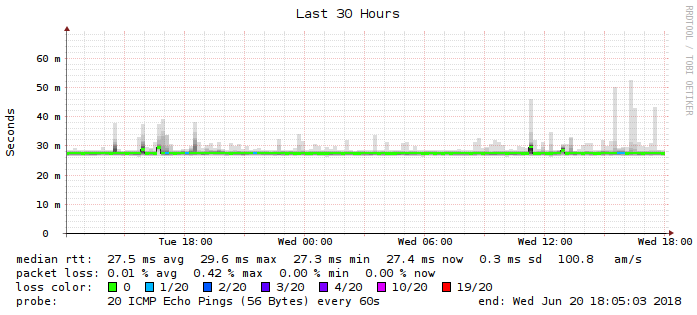 Last 30 Hours
RRDTOOL / TOBI OETIKER
Seconds
60 m
50 m
40 m
30 m
20 m
10 m
0
Tue 18:00 Wed 00:00 Wed 06:00 Wed 12:00 Wed 18:00
median rtt: 27.5 ms avg 29.6 ms max 27.3 ms min 27.4 ms now 0.3 ms sd 100.8 am/s
packet loss: 0.01 % avg 0.42 % max 0.00 % min 0.00 % now
loss color: 0 1/20 2/20 3/20 4/20 10/20 19/20
probe: 20 ICMP Echo Pings (56 Bytes) every 60s end: Wed Jun 20 18:05:03 2018